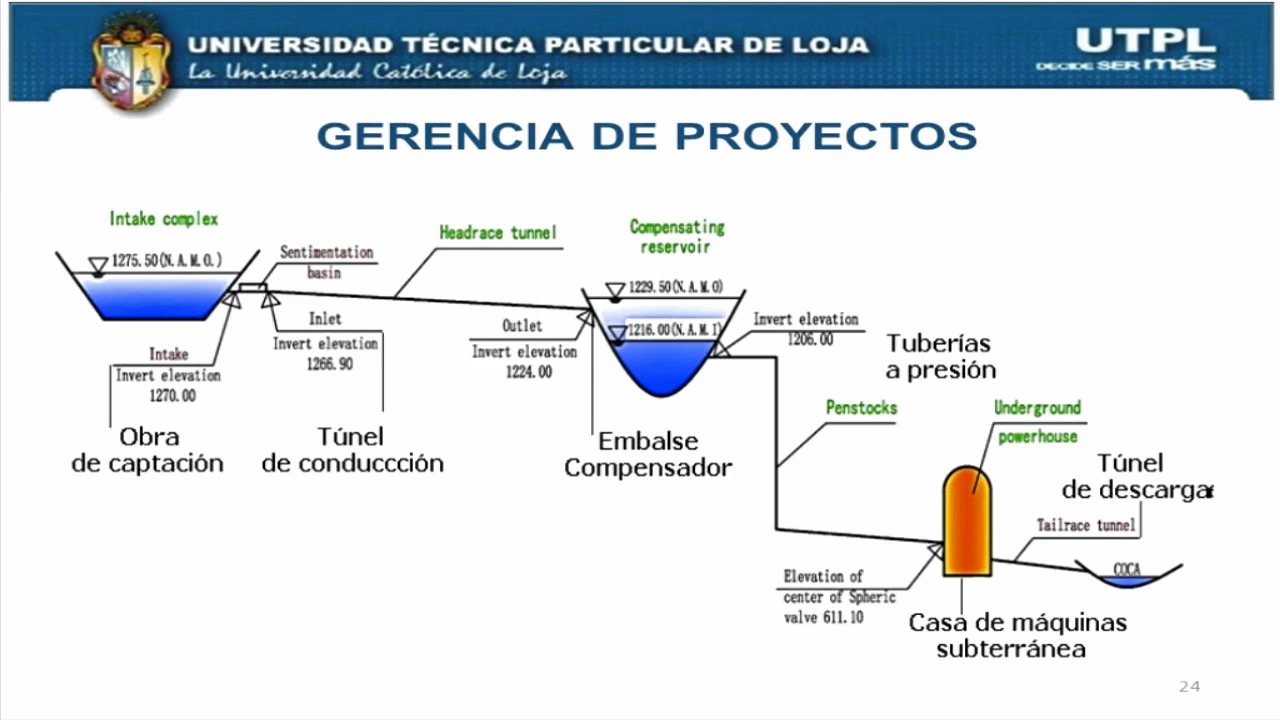 UNIVERSIDAD TÉCNICA PARTICULAR DE LOJA
La Universidad Católica de Loja
UTPL
DECIDE SER más
GERENCIA DE PROYECTOS
Intake complex
1275.50(N.A.M.O.)
Sentimentation
basin
Headrace tunnel
Compensating
reservoir
1229.50(N.A.M.O)
1216.00(N.A.M.I)
Inlet
Invert elevation
1266.90
Intake
Invert elevation
1270.00
Outlet
Invert elevation
1224.00
Invert elevation
1206.00
Tuberías
a presión
Penstocks
Underground
powerhouse
Obra
de captación
Túnel
de conduccción
Embalse
Compensador
Túnel
de descarga
Tailrace tunnel
COCA
Elevation of
center of Spheric
valve 611.10
Casa de máquinas
subterránea
24